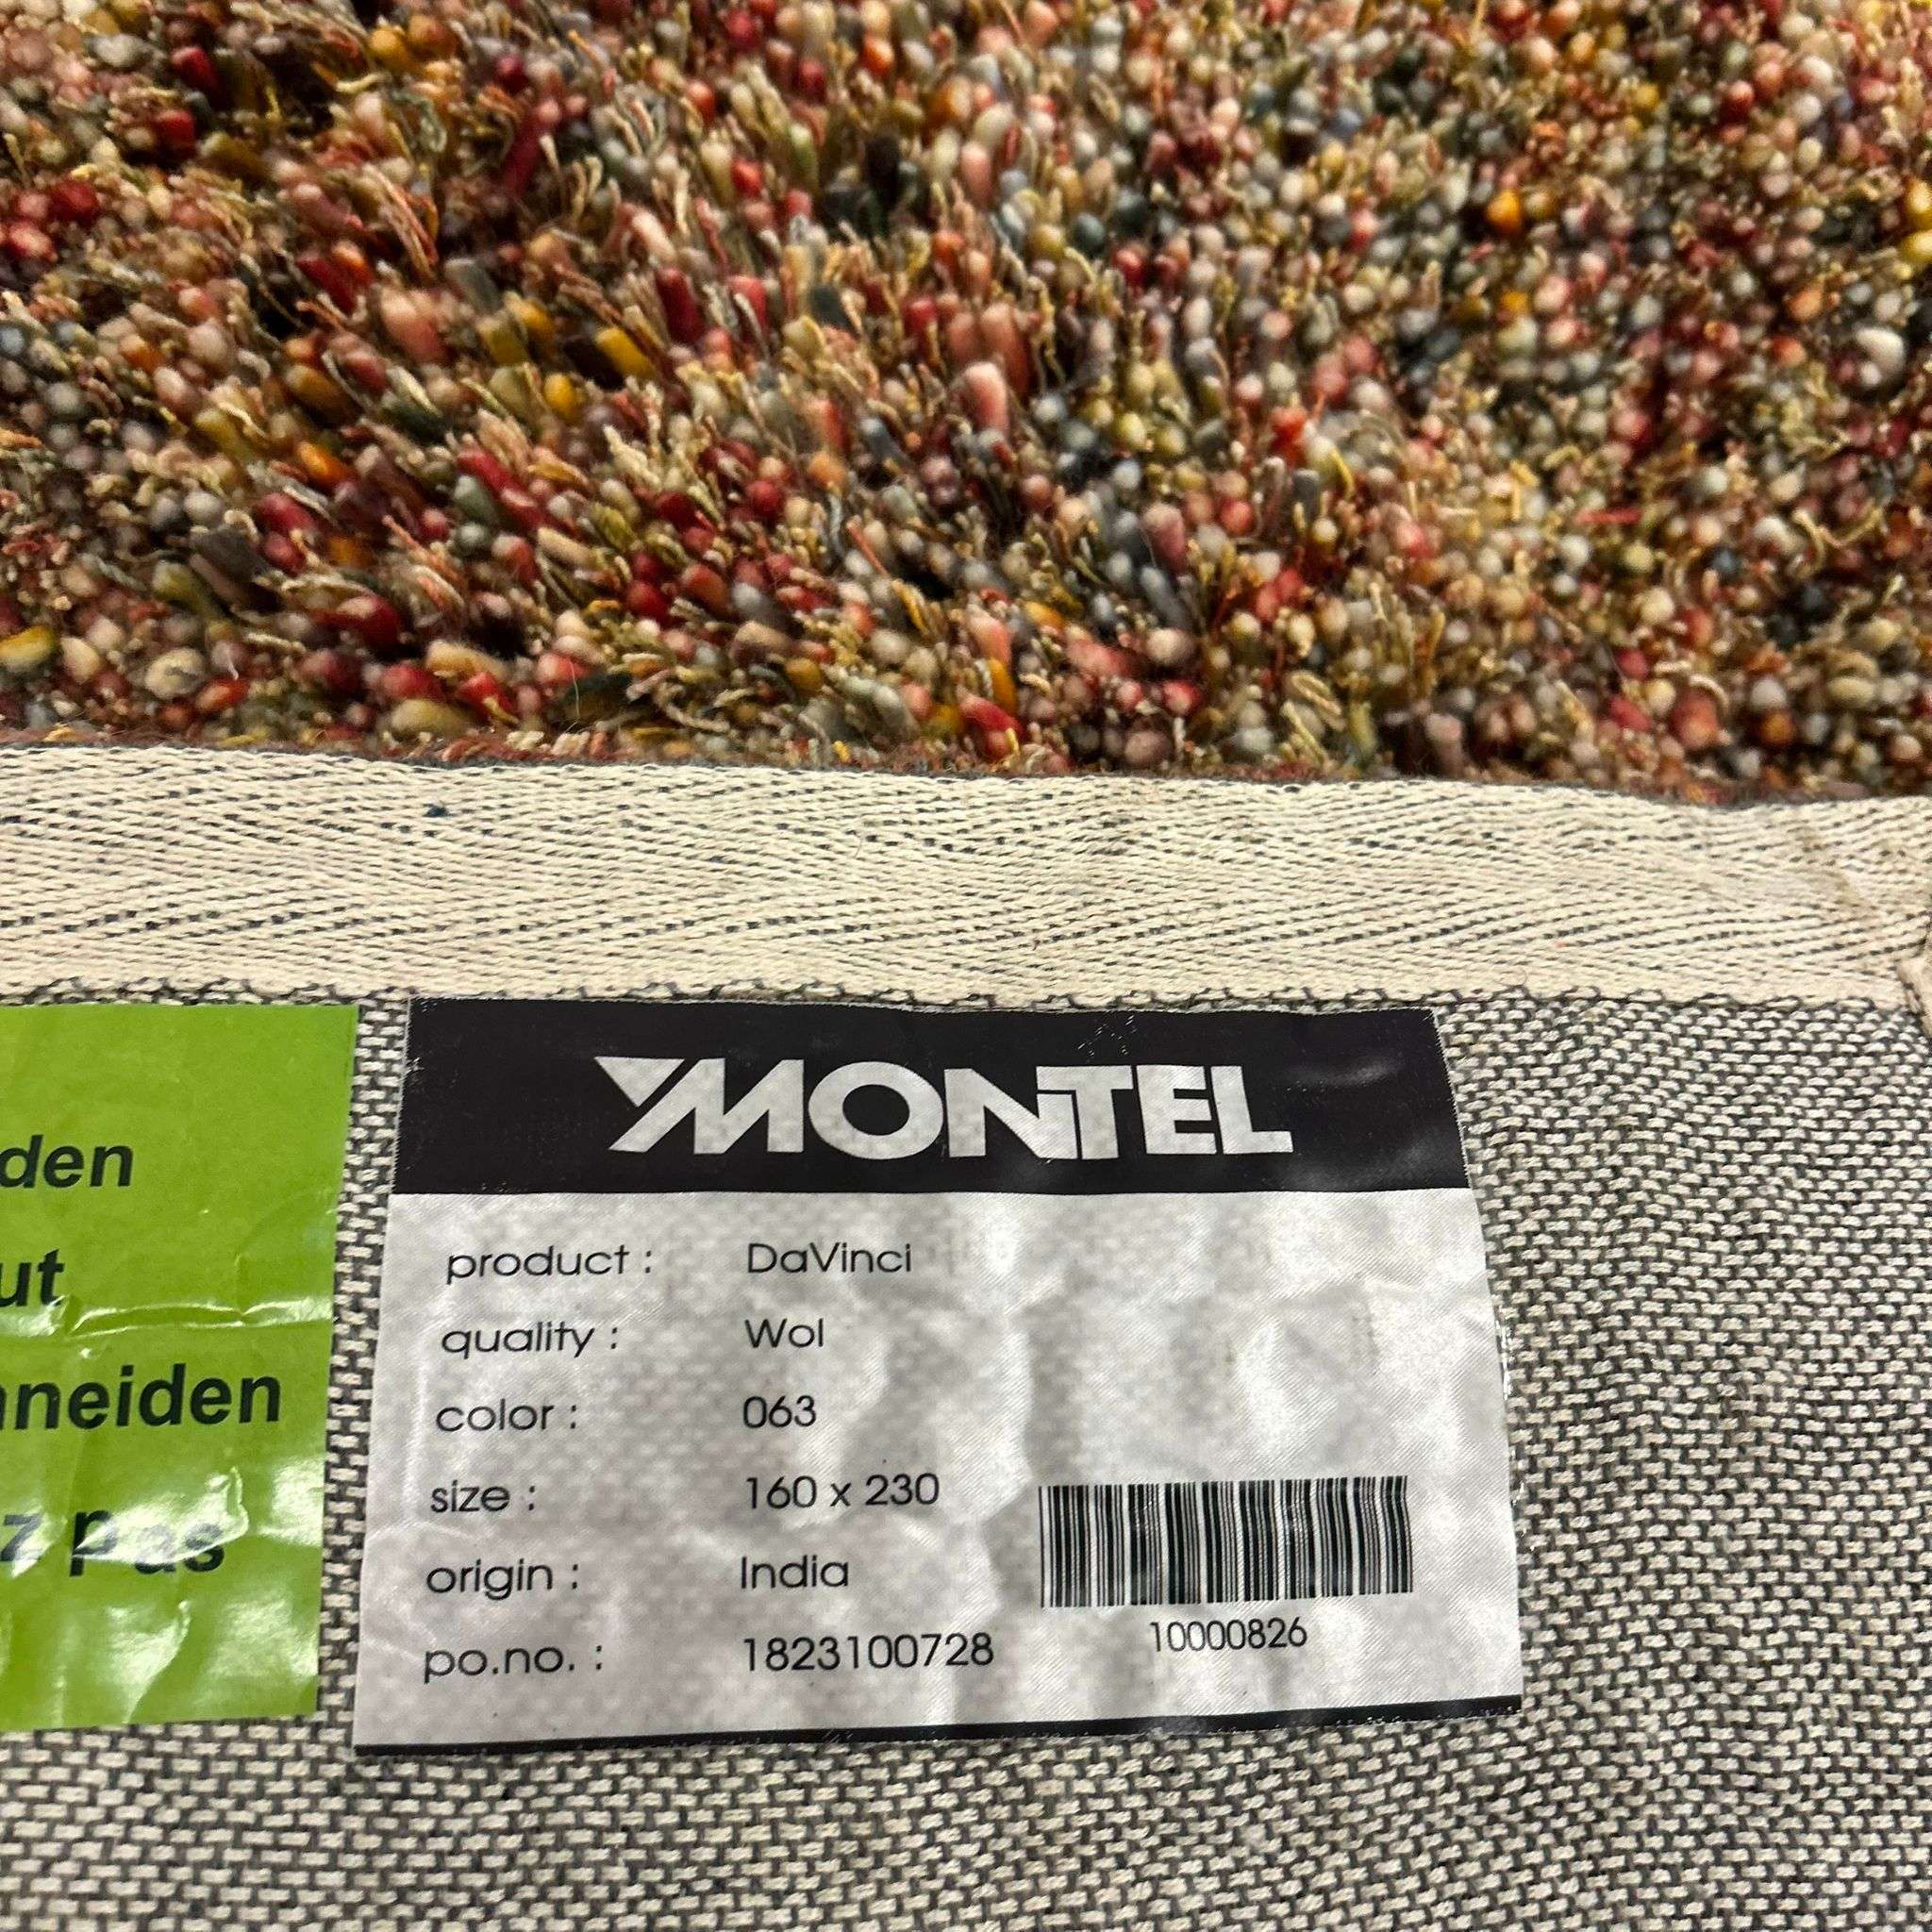 den
ut
neiden
z pas
MONTEL
product : DaVinci
quality : Wol
color : 063
size : 160 x 230
origin : India
po.no. : 1823100728
10000826